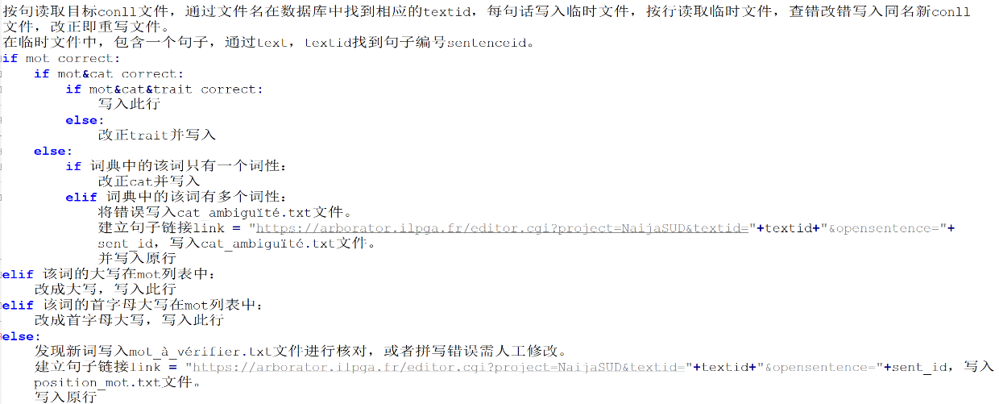 按句读取目标conll文件，通过文件名在数据库中找到相应的textid，每句话写入临时文件，按行读取临时文件，查错改错写入同名新conll
文件，改正即重写文件。
在临时文件中，包含一个句子，通过text，textid找到句子编号sentenceid。
if mot correct:
if mot&cat correct:
if mot&cat&trait correct:
写入此行
else:
改正trait并写入
else:
if 词典中的该词只有一个词性：
改正cat并写入
elif 词典中的该词有多个词性：
将错误写入cat_ambiguïté.txt文件。
建立句子链接link = "https://arborator.ilpga.fr/editor.cgi?project=NaijaSUD&textid="+textid+"&opensentence="+
sent_id，写入cat_ambiguïté.txt文件。
并写入原行
elif 该词的大写在mot列表中：
改成大写，写入此行
elif 该词的首字母大写在mot列表中：
改成首字母大写，写入此行
else:
发现新词写入mot_à_vérifier.txt文件进行核对，或者拼写错误需人工修改。
建立句子链接link = "https://arborator.ilpga.fr/editor.cgi?project=NaijaSUD&textid="+textid+"&opensentence="+sent_id，写入
position_mot.txt文件。
写入原行